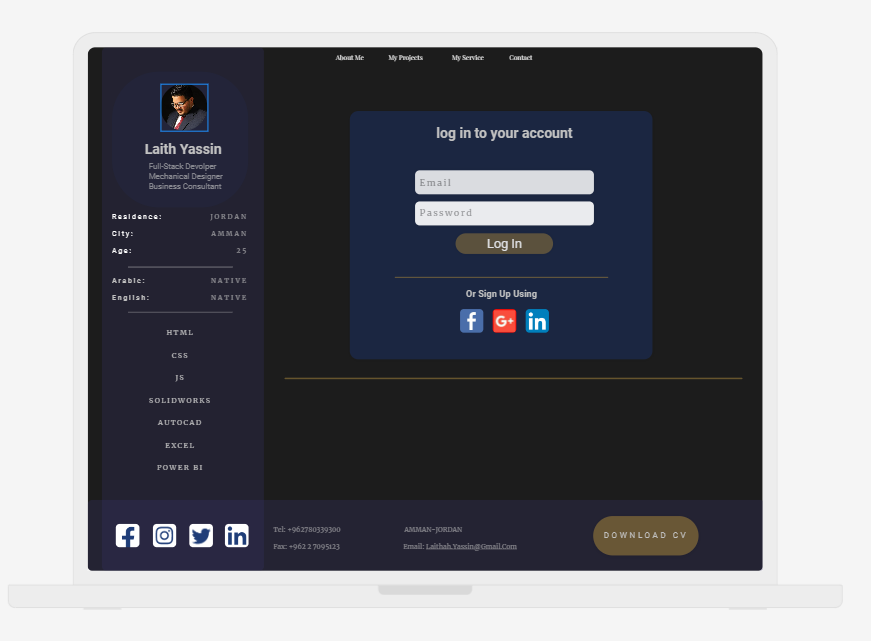 About Me My Projects My Service Contact
Laith Yassin
Full-Stack Devolper
Mechanical Designer
Business Consultant
Residence: JORDAN
City: AMMAN
Age: 25
Arabic: NATIVE
English: NATIVE
HTML
CSS
JS
SOLIDWORKS
AUTOCAD
EXCEL
POWER BI
log in to your account
Email
Password
Log In
Or Sign Up Using
f G+ in
f in
Tel: +962780339300
Fax: +962 2 7095123
AMMAN-JORDAN
Email: Laithah.Yassin@Gmail.Com
DOWNLOAD CV